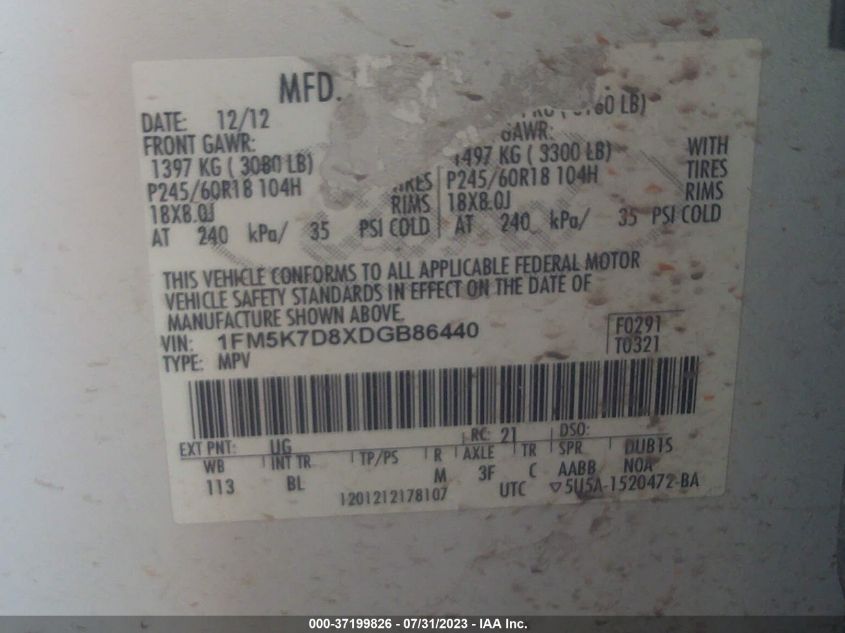 MFD.
DATE: 12/12
FRONT GAWR: GAWR:
1397 KG ( 3080 LB) 1497 KG ( 3300 LB) WITH
P245/60R18 104H TIRES P245/60R18 104H TIRES
18X8.0J RIMS 18X8.0J RIMS
AT 240 kPa/ 35 PSI COLD AT 240 kPa/ 35 PSI COLD
THIS VEHICLE CONFORMS TO ALL APPLICABLE FEDERAL MOTOR
VEHICLE SAFETY STANDARDS IN EFFECT ON THE DATE OF
MANUFACTURE SHOWN ABOVE.
VIN: 1FM5K7D8XDGB86440 F0291
TYPE: MPV T0321
EXT PNT: UG RC: 21 DSO:
WB INT TR TP/PS R AXLE TR SPR DUB1S
113 BL M 3F C AABB NOA
1201212178107 UTC ▽5U5A-1520472-BA
000-37199826 - 07/31/2023 - IAA Inc.